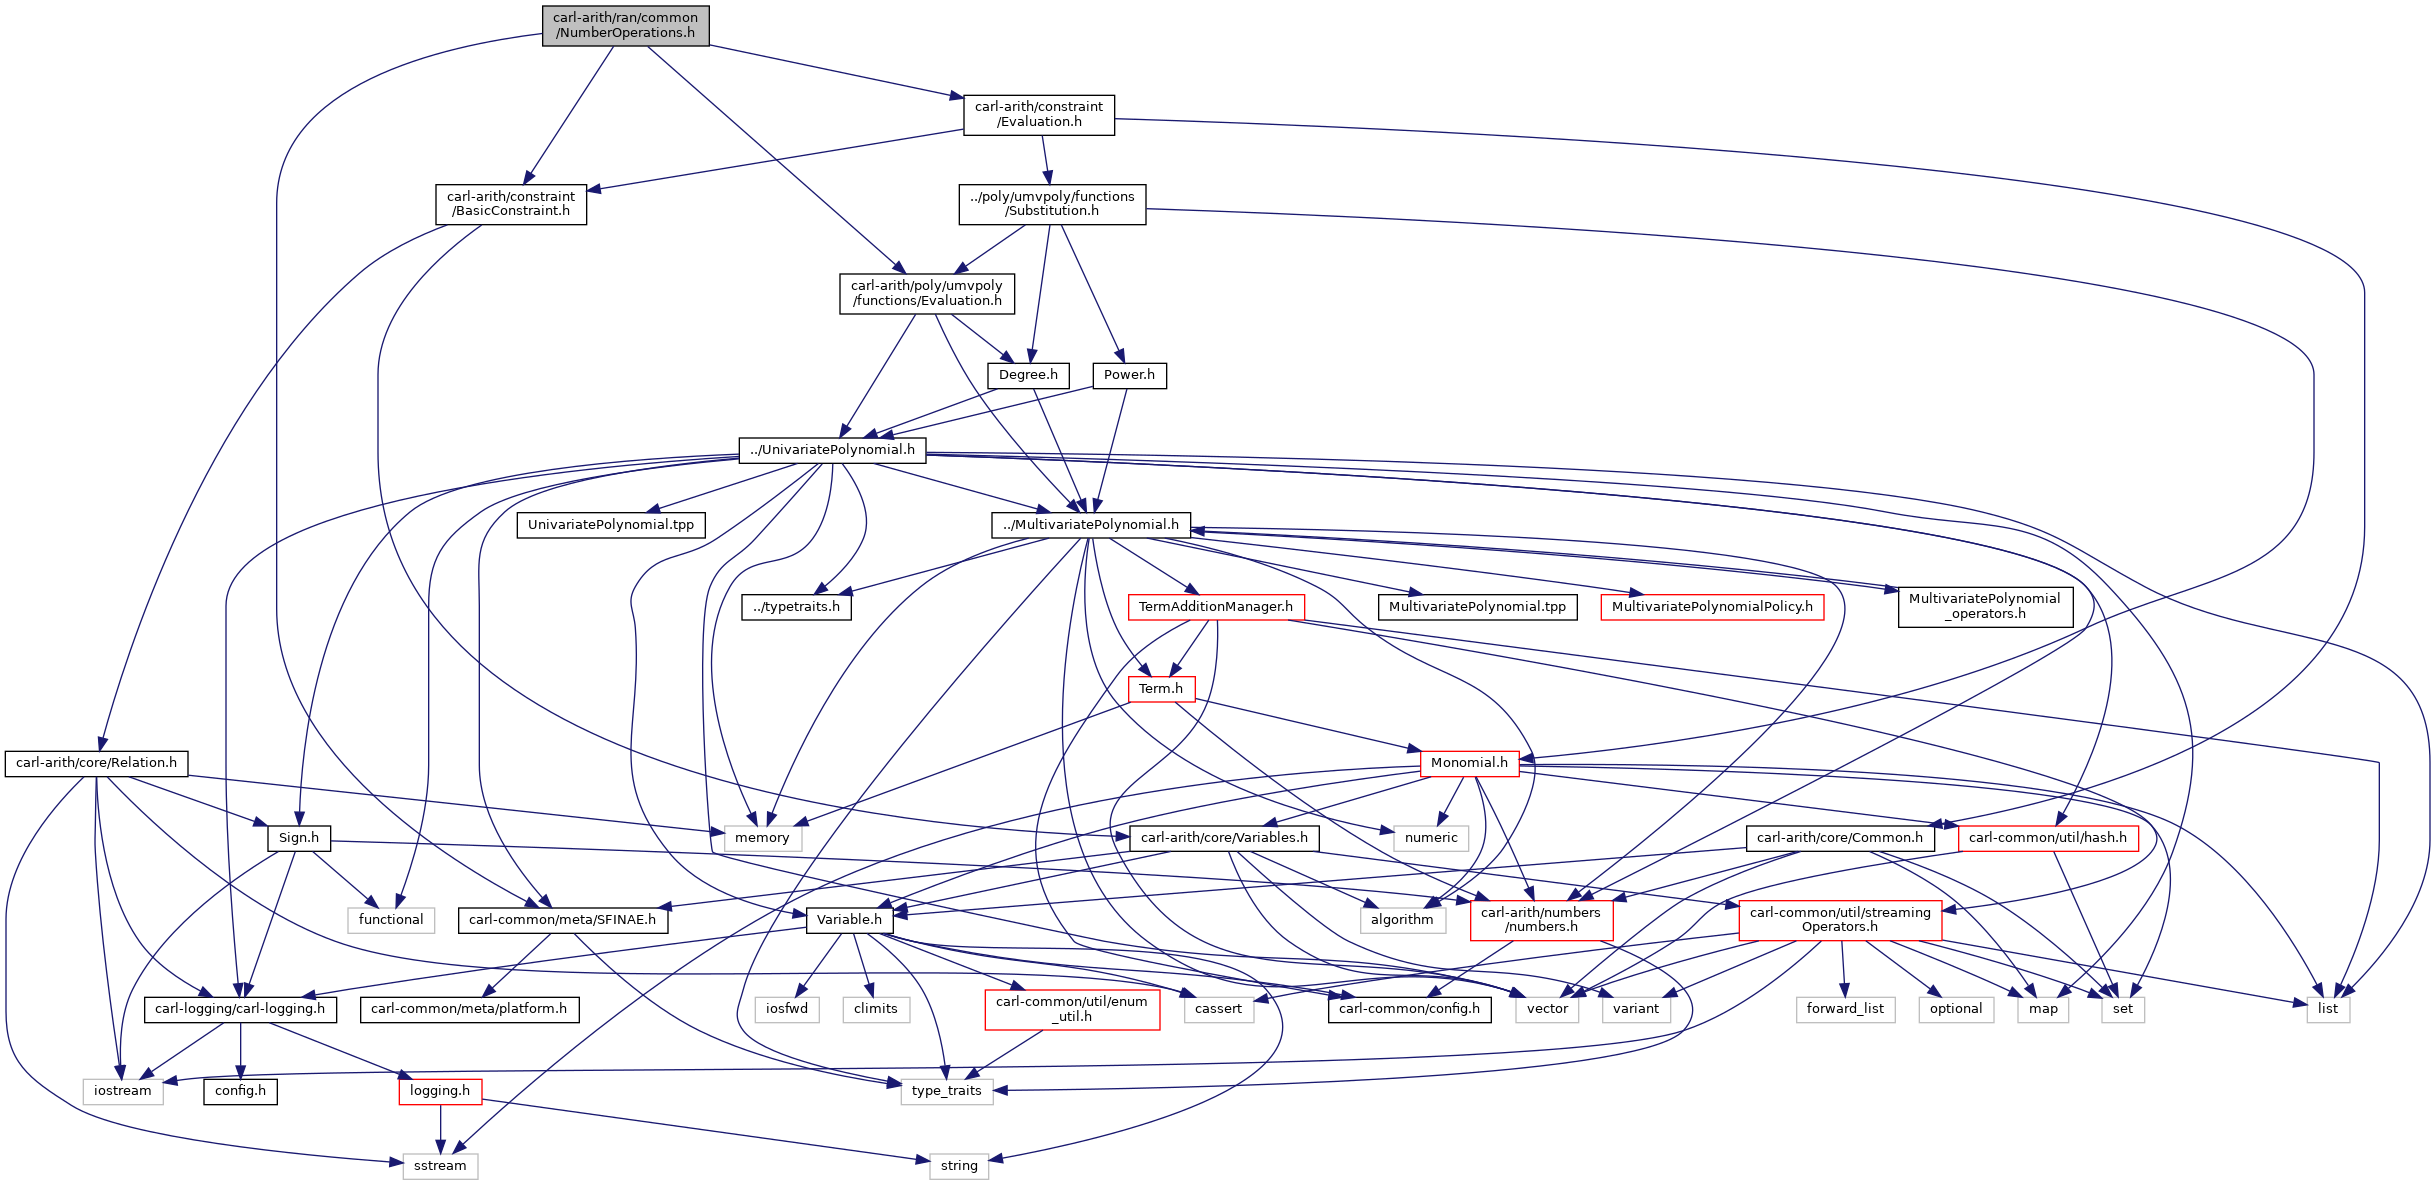 carl-arith/ran/common
/NumberOperations.h
carl-arith/constraint
/Evaluation.h
carl-arith/constraint
/BasicConstraint.h
../poly/umvpoly/functions
/Substitution.h
carl-arith/poly/umvpoly
/functions/Evaluation.h
Degree.h
Power.h
../UnivariatePolynomial.h
UnivariatePolynomial.tpp
../MultivariatePolynomial.h
../typetraits.h
TermAdditionManager.h
MultivariatePolynomial.tpp
MultivariatePolynomialPolicy.h
MultivariatePolynomial
_operators.h
Term.h
carl-arith/core/Relation.h
Monomial.h
Sign.h
memory
carl-arith/core/Variables.h
numeric
carl-arith/core/Common.h
carl-common/util/hash.h
functional
carl-common/meta/SFINAE.h
Variable.h
algorithm
carl-arith/numbers
/numbers.h
carl-common/util/streaming
Operators.h
carl-logging/carl-logging.h
carl-common/meta/platform.h
iosfwd
climits
carl-common/util/enum
_util.h
cassert
carl-common/config.h
vector
variant
forward_list
optional
map
set
list
iostream
config.h
logging.h
type_traits
sstream
string